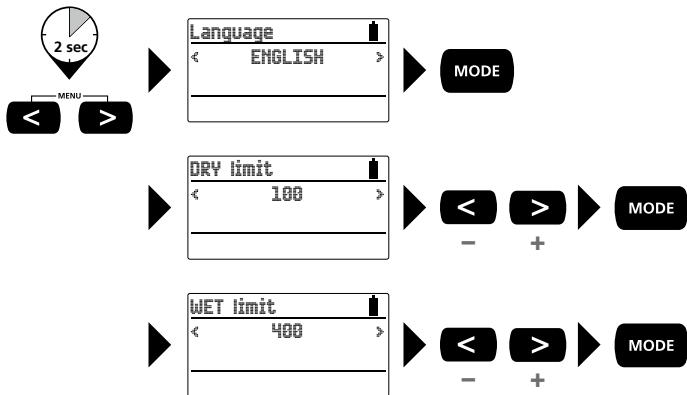 2 sec
MENU
< >
Language
< ENGLISH >
MODE
DRY limit
< 100 >
< >
MODE
- +
WET limit
< 400 >
< >
MODE
- +